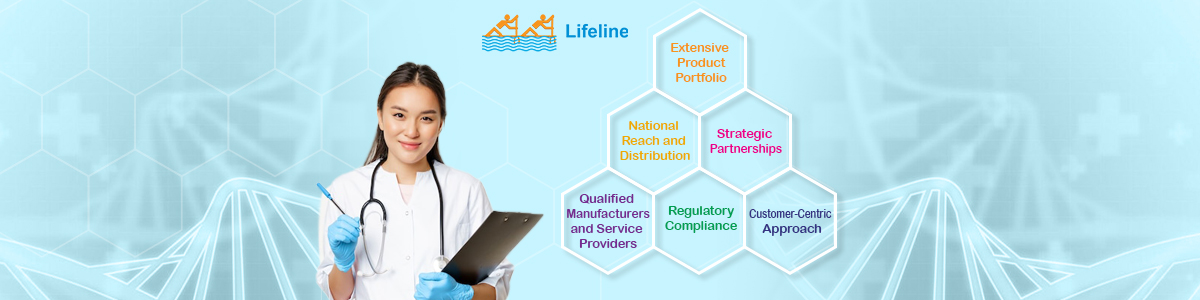 Lifeline
Extensive
Product
Portfolio
National
Reach and
Distribution
Strategic
Partnerships
Qualified
Manufacturers
and Service
Providers
Regulatory
Compliance
Customer-Centric
Approach